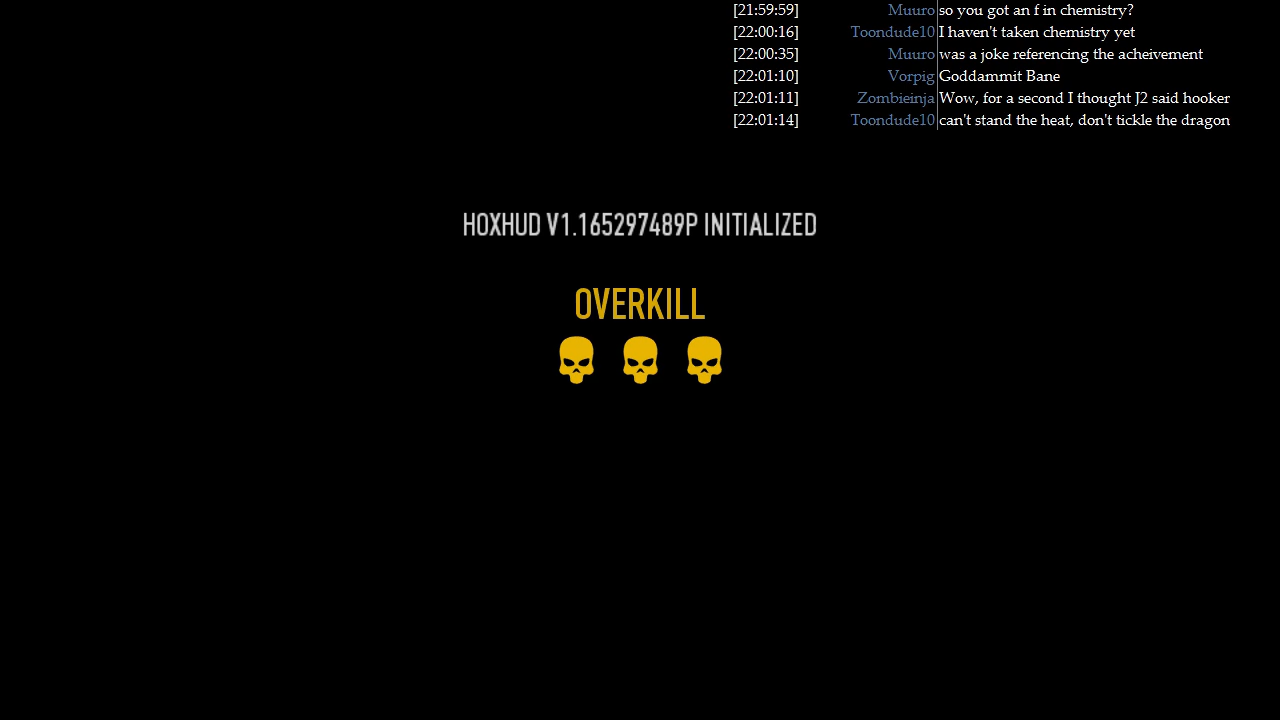 [21:59:59] Muuro so you got an f in chemistry?
[22:00:16] Toondude10 I haven't taken chemistry yet
[22:00:35] Muuro was a joke referencing the acheivement
[22:01:10] Vorpig Goddammit Bane
[22:01:11] Zombieinja Wow, for a second I thought J2 said hooker
[22:01:14] Toondude10 can't stand the heat, don't tickle the dragon
HOXHUD V1.165297489P INITIALIZED
OVERKILL